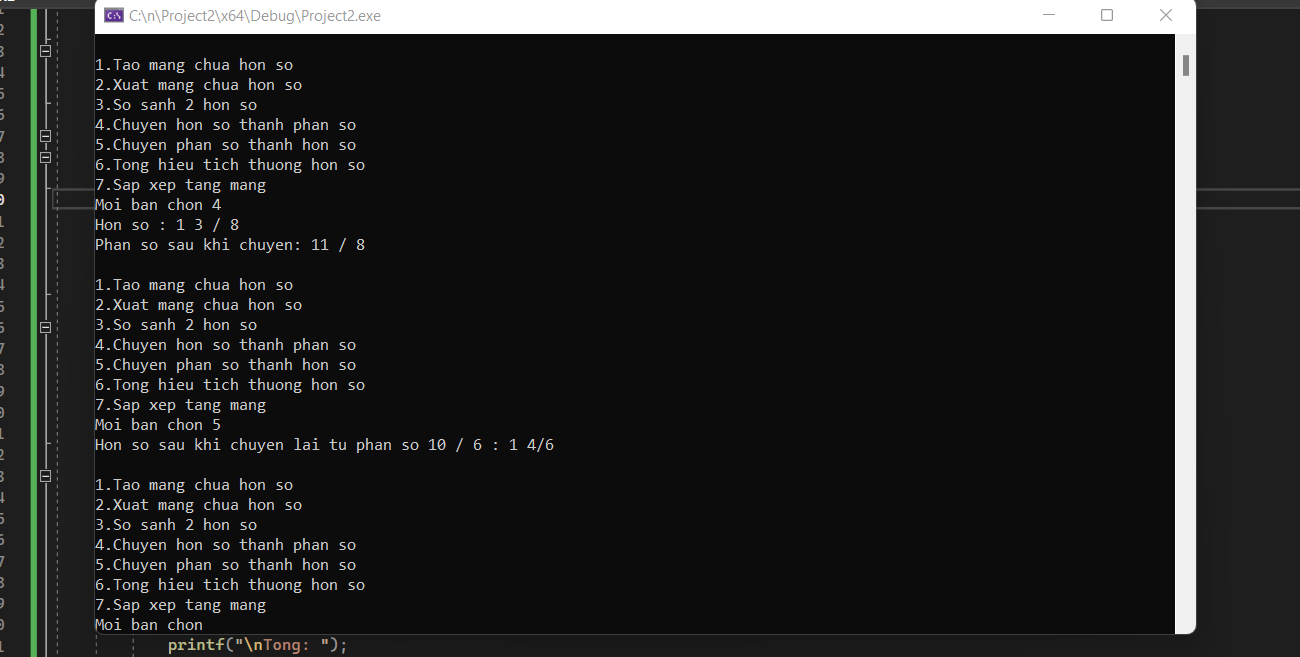 C:\n\Project2\x64\Debug\Project2.exe
1.Tao mang chua hon so
2.Xuat mang chua hon so
3.So sanh 2 hon so
4.Chuyen hon so thanh phan so
5.Chuyen phan so thanh hon so
6.Tong hieu tich thuong hon so
7.Sap xep tang mang
Moi ban chon 4
Hon so : 1 3 / 8
Phan so sau khi chuyen: 11 / 8
1.Tao mang chua hon so
2.Xuat mang chua hon so
3.So sanh 2 hon so
4.Chuyen hon so thanh phan so
5.Chuyen phan so thanh hon so
6.Tong hieu tich thuong hon so
7.Sap xep tang mang
Moi ban chon 5
Hon so sau khi chuyen lai tu phan so 10 / 6 : 1 4/6
1.Tao mang chua hon so
2.Xuat mang chua hon so
3.So sanh 2 hon so
4.Chuyen hon so thanh phan so
5.Chuyen phan so thanh hon so
6.Tong hieu tich thuong hon so
7.Sap xep tang mang
Moi ban chon
printf("\nTong: ");